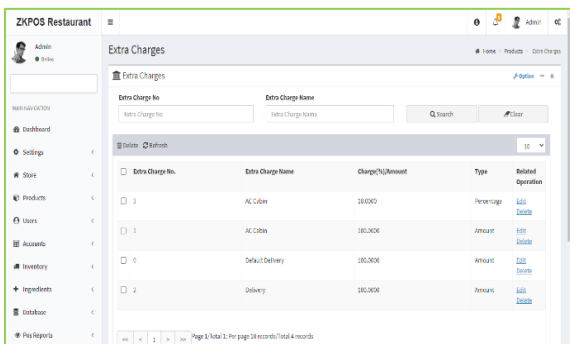 ZKPOS Restaurant
Admin
Admin
Online
Extra Charges
Home
Products
Extra Charges
Extra Charges
Option
Extra Charge No
Extra Charge Name
Extra Charge No
Extra Charge Name
Search
Clear
MAIN NAVIGATION
Dashboard
Settings
Store
Products
Users
Accounts
Inventory
Ingredients
Database
Pos Reports
Delete Refresh
10
Extra Charge No. Extra Charge Name Charge(%)/Amount Type Related Operation
AC Cabin 10.0000 Percentage Edit Delete
AC Cabin 100.0000 Amount Edit Delete
0 Default Delivery 100.0000 Amount Edit Delete
2 Delivery 100.0000 Amount Edit Delete
<< < 1 > >> Page 1/Total 1; Per page 10 records/Total 4 records